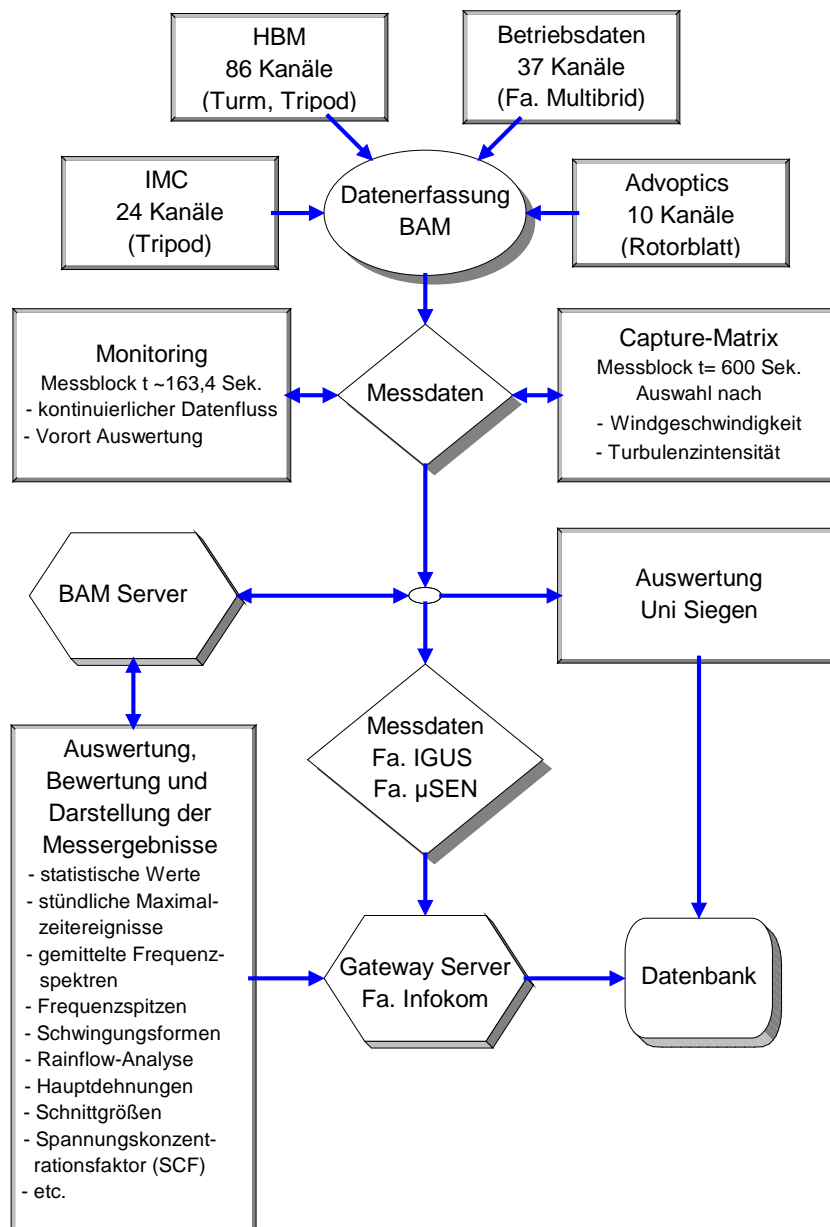 HBM
86 Kanäle
(Turm, Tripod)
Betriebsdaten
37 Kanäle
(Fa. Multibrid)
IMC
24 Kanäle
(Tripod)
Datenerfassung
BAM
Advoptics
10 Kanäle
(Rotorblatt)
Monitoring
Messblock t ~163,4 Sek.
- kontinuierlicher Datenfluss
- Vorort Auswertung
Messdaten
Capture-Matrix
Messblock t= 600 Sek.
Auswahl nach
- Windgeschwindigkeit
- Turbulenzintensität
BAM Server
Auswertung
Uni Siegen
Auswertung,
Bewertung und
Darstellung der
Messergebnisse
- statistische Werte
- stündliche Maximal-
zeitereignisse
- gemittelte Frequenz-
spektren
- Frequenzspitzen
- Schwingungsformen
- Rainflow-Analyse
- Hauptdehnungen
- Schnittgrößen
- Spannungskonzent-
rationsfaktor (SCF)
- etc.
Messdaten
Fa. IGUS
Fa. µSEN
Gateway Server
Fa. Infokom
Datenbank